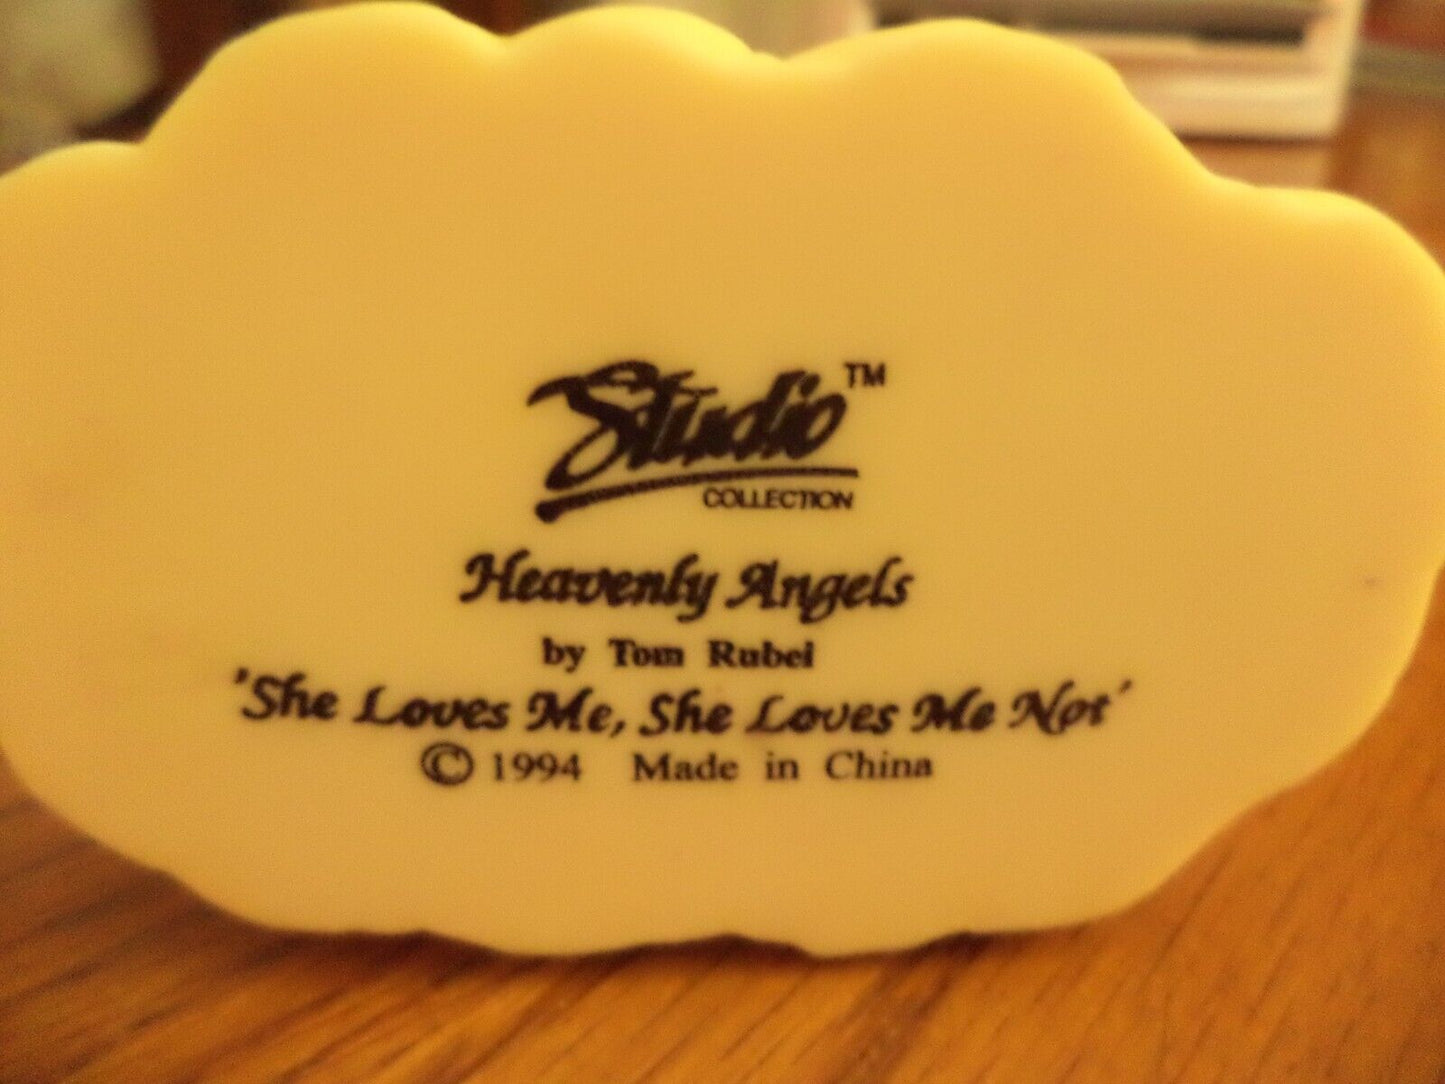 Studio™
COLLECTION
Heavenly Angels
by Tom Rubel
'She Loves Me, She Loves Me Not'
© 1994 Made in China